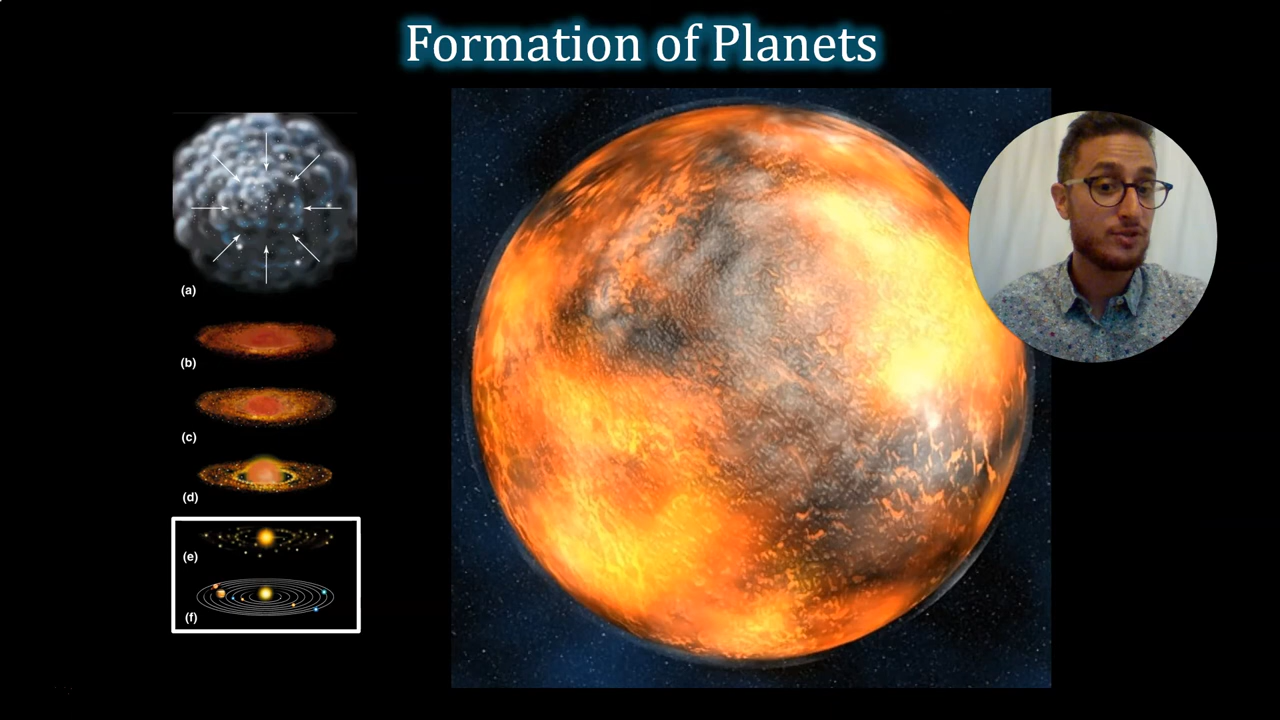 Formation of Planets
(a)
(b)
(c)
(d)
(e)
(f)